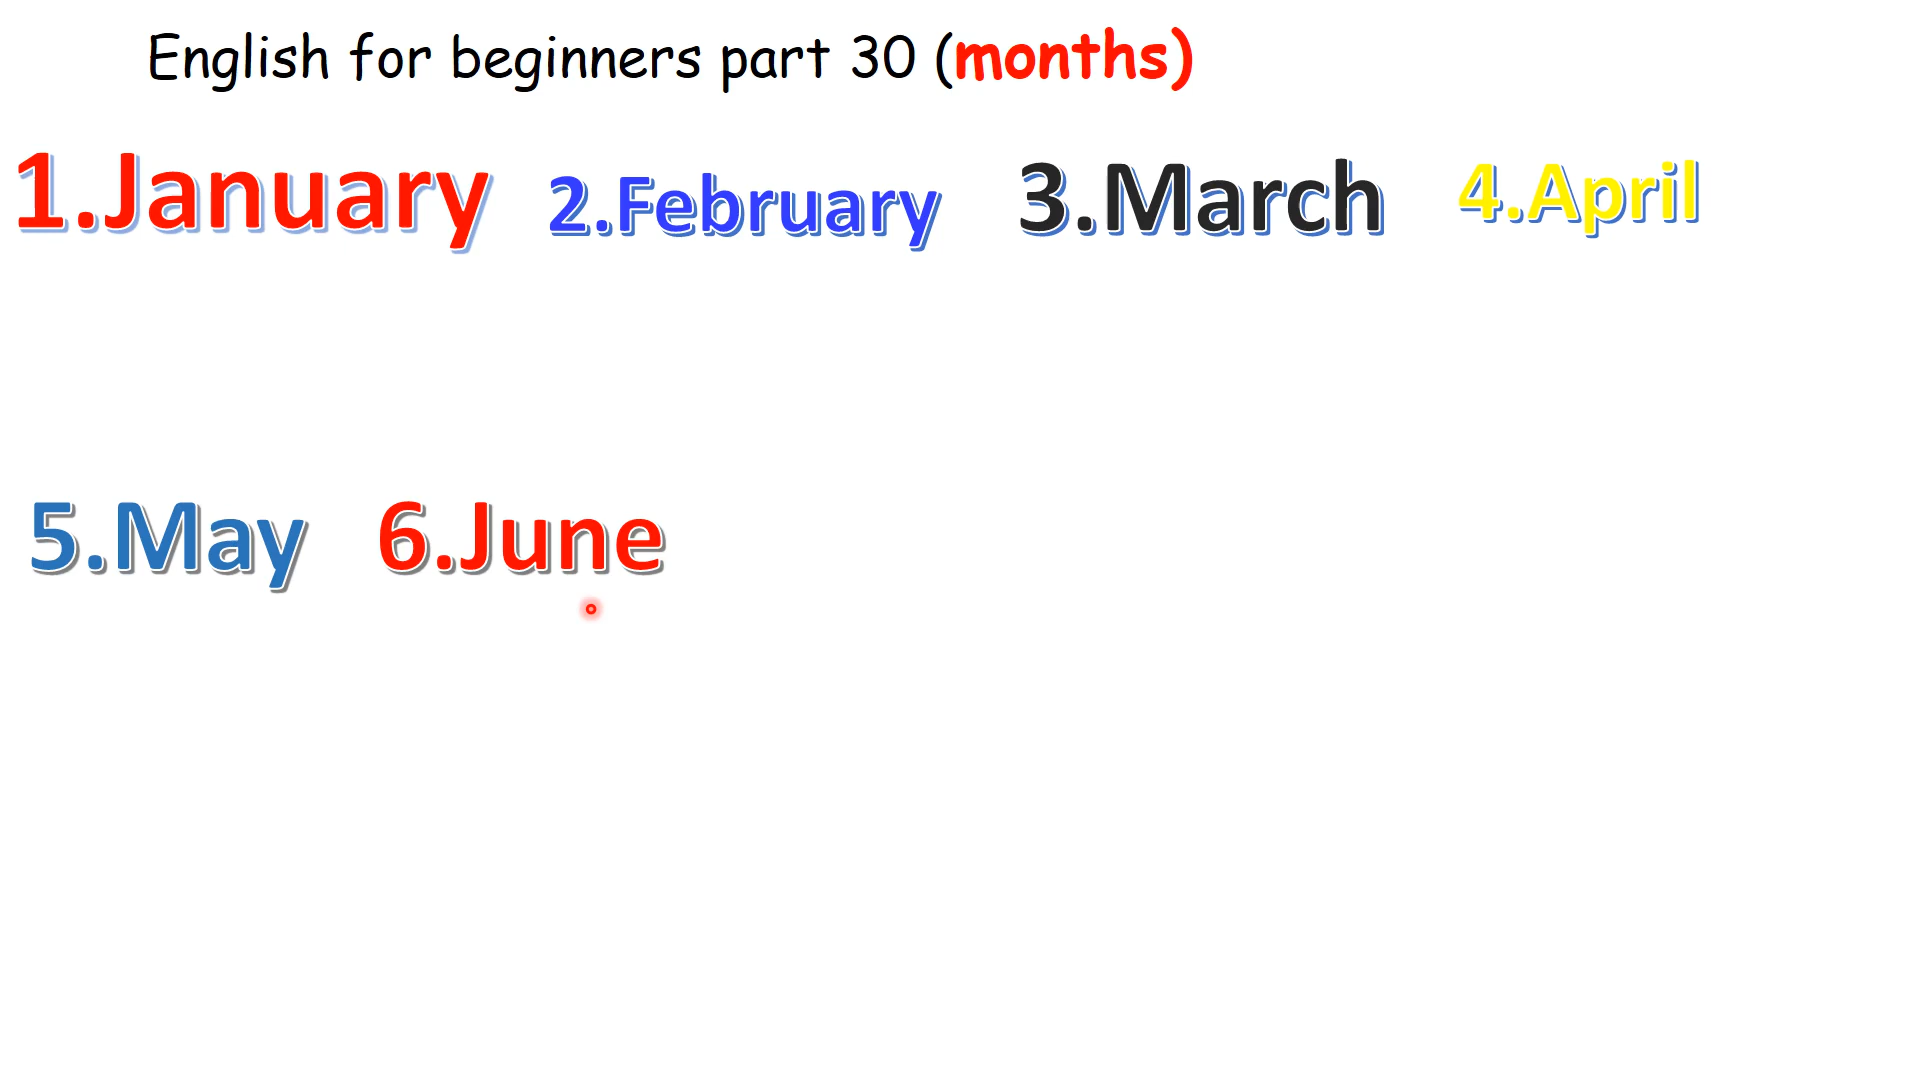 English for beginners part 30 (months)
1.January 2.February 3.March 4.April
5.May 6.June